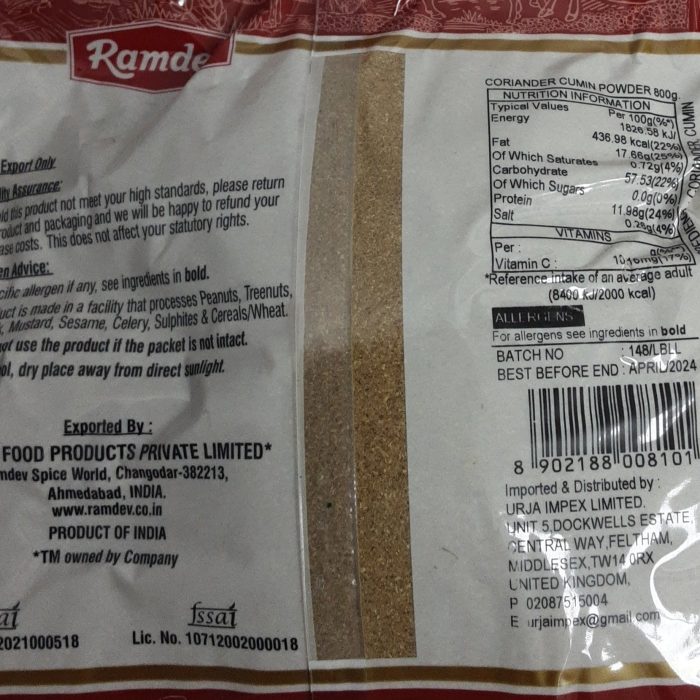 Ramde
Export Only
Assurance:
this product not meet your high standards, please return
product and packaging and we will be happy to refund your
costs. This does not affect your statutory rights.
Advice:
allergen if any, see ingredients in bold.
is made in a facility that processes Peanuts, Treenuts,
Mustard, Sesame, Celery, Sulphites & Cereals/Wheat.
use the product if the packet is not intact.
dry place away from direct sunlight.
Exported By :
FOOD PRODUCTS PRIVATE LIMITED*
Spice World, Changodar-382213,
Ahmedabad, INDIA.
www.ramdev.co.in
PRODUCT OF INDIA
*TM owned by Company
fssai
2021000518
Lic. No. 10712002000018
CORIANDER CUMIN POWDER 800g
NUTRITION INFORMATION
Typical Values Per 100g(%*)
Energy 1826.58 kJ/
436.98 kcal(22%)
Fat 17.66g(25%)
Of Which Saturates 0.72g(4%)
Carbohydrate 57.53(22%)
Of Which Sugars 0.0g(0%)
Protein 11.98g(24%)
Salt 0.26g(4%)
VITAMINS
Per :
Vitamin C :
*Reference intake of an average adult
(8400 kJ/2000 kcal)
ALLERGENS
For allergens see ingredients in bold
BATCH NO : 148/LBLL
BEST BEFORE END : APRIL/2024
8 902188 008101
Imported & Distributed by :
URJA IMPEX LIMITED.
UNIT 5,DOCKWELLS ESTATE,
CENTRAL WAY,FELTHAM,
MIDDLESEX,TW14 0RX
UNITED KINGDOM,
P 02087515004
E urjaimpex@gmail.com
CUMIN